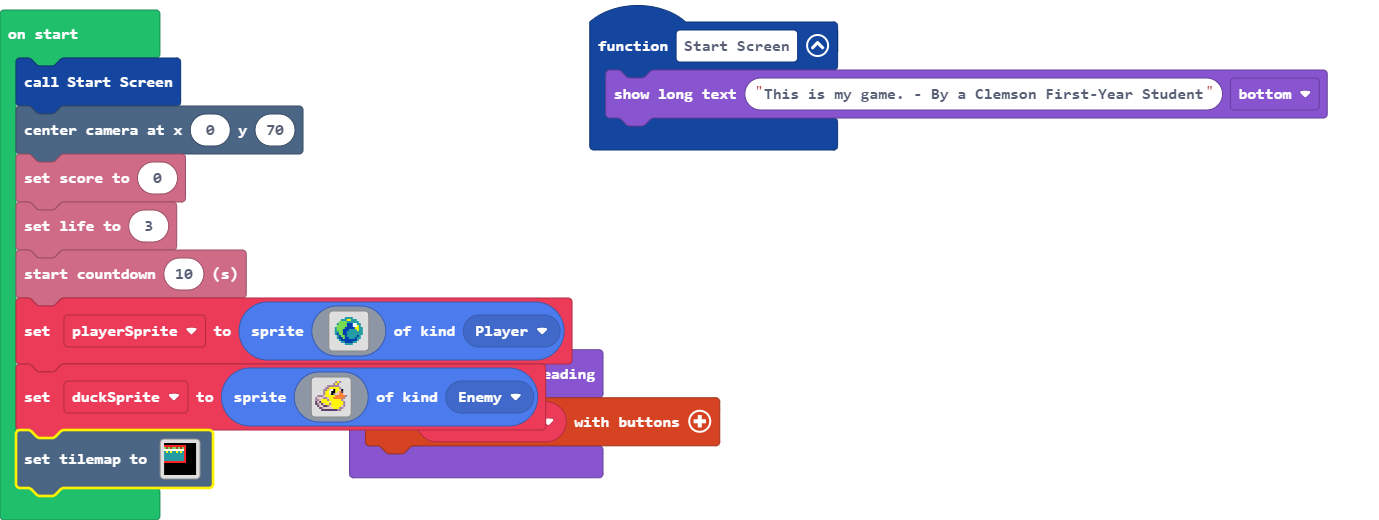 on start
call Start Screen
center camera at x 0 y 70
set score to 0
set life to 3
start countdown 10 (s)
set playerSprite to sprite of kind Player
set duckSprite to sprite of kind Enemy
set tilemap to
eading
with buttons
function Start Screen
show long text "This is my game. - By a Clemson First-Year Student" bottom